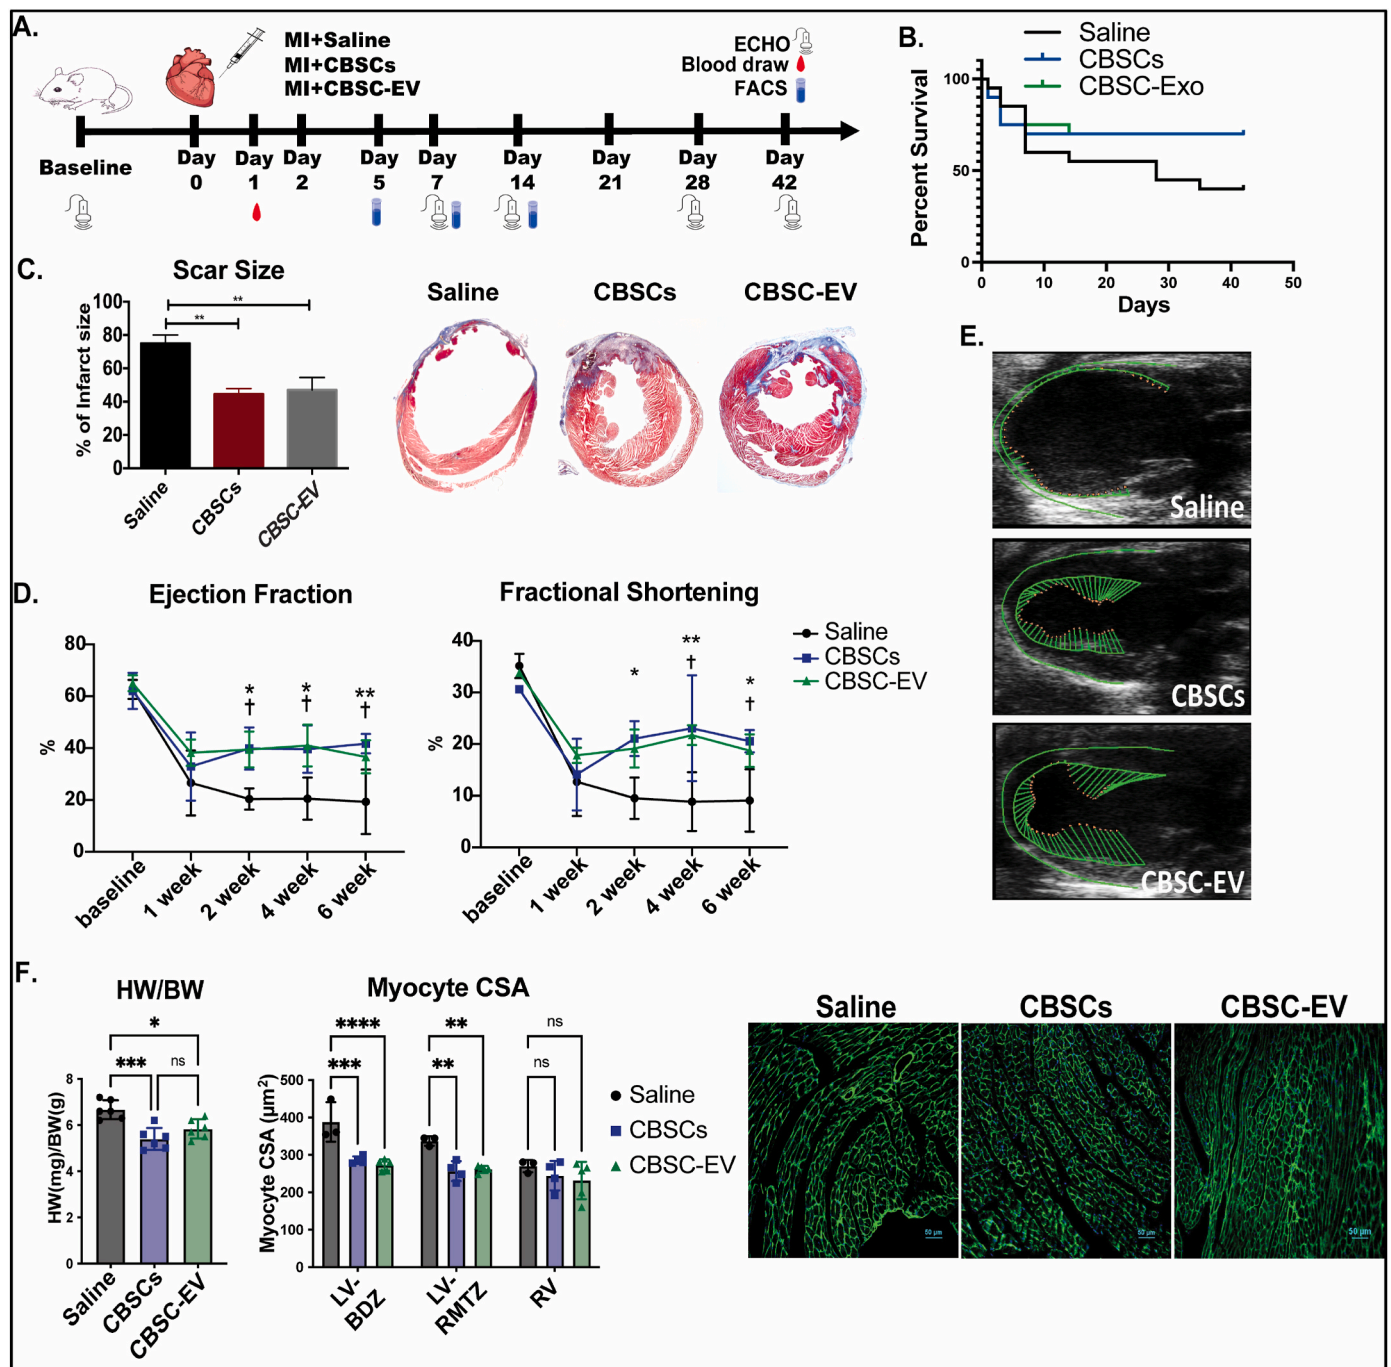 A.
MI+Saline
MI+CBSCs
MI+CBSC-EV
ECHO
Blood draw
FACS
Baseline
Day 0
Day 1
Day 2
Day 5
Day 7
Day 14
Day 21
Day 28
Day 42
B.
Saline
CBSCs
CBSC-Exo
Percent Survival
100
50
0
0 10 20 30 40 50
Days
C.
Scar Size
% of Infarct size
100
80
60
40
20
0
**
**
Saline
CBSCs
CBSC-EV
Saline
CBSCs
CBSC-EV
E.
Saline
CBSCs
CBSC-EV
D.
Ejection Fraction
%
80
60
40
20
0
*
†
*
†
**
†
baseline
1 week
2 week
4 week
6 week
Fractional Shortening
%
40
30
20
10
0
*
**
†
*
†
baseline
1 week
2 week
4 week
6 week
Saline
CBSCs
CBSC-EV
F.
HW/BW
HW(mg)/BW(g)
8
6
4
2
0
*
***
ns
Saline
CBSCs
CBSC-EV
Myocyte CSA
Myocyte CSA (µm²)
500
400
300
200
100
0
****
***
**
**
ns
ns
LV-
BDZ
LV-
RMTZ
RV
Saline
CBSCs
CBSC-EV
Saline
CBSCs
CBSC-EV
50 µm
50 µm
50 µm